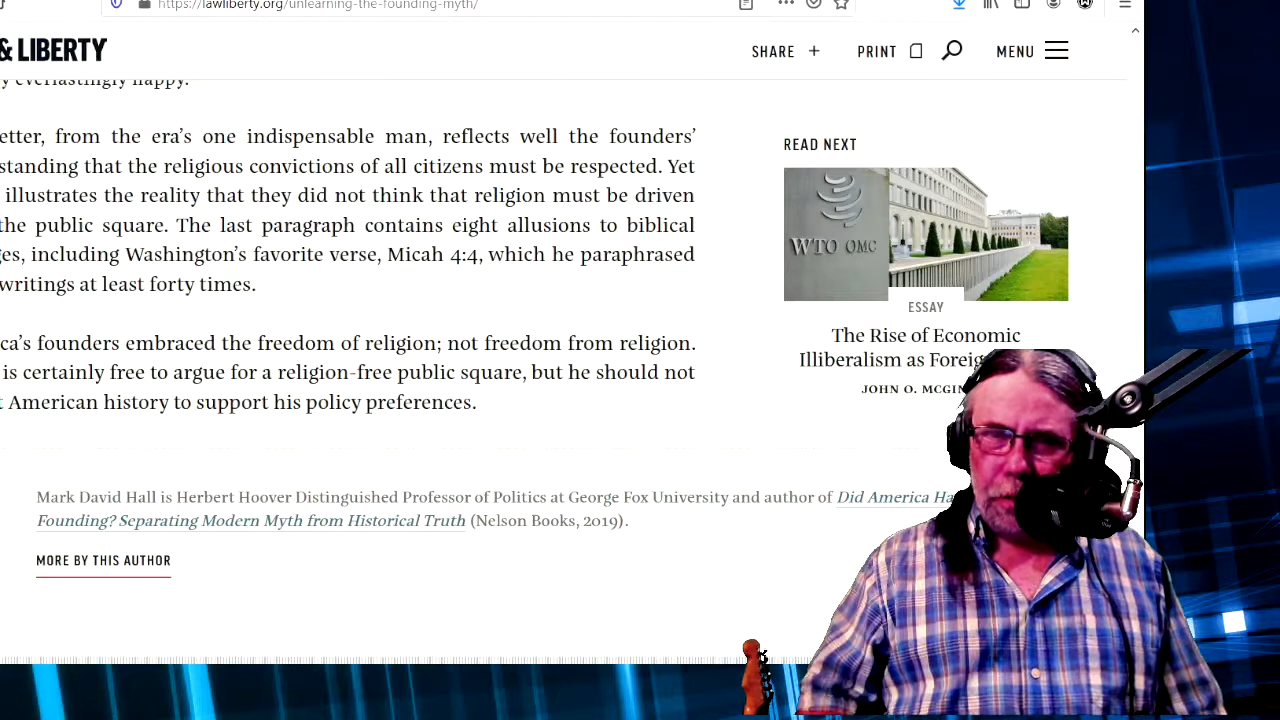 https://lawliberty.org/unlearning-the-founding-myth/
& LIBERTY
SHARE +
PRINT
MENU
y everlastingly happy.
etter, from the era's one indispensable man, reflects well the founders'
standing that the religious convictions of all citizens must be respected. Yet
illustrates the reality that they did not think that religion must be driven
the public square. The last paragraph contains eight allusions to biblical
ges, including Washington's favorite verse, Micah 4:4, which he paraphrased
writings at least forty times.
ca's founders embraced the freedom of religion; not freedom from religion.
is certainly free to argue for a religion-free public square, but he should not
t American history to support his policy preferences.
READ NEXT
WTO OMC
ESSAY
The Rise of Economic
Illiberalism as Foreig
JOHN O. MCGIN
Mark David Hall is Herbert Hoover Distinguished Professor of Politics at George Fox University and author of Did America Ha
Founding? Separating Modern Myth from Historical Truth (Nelson Books, 2019).
MORE BY THIS AUTHOR